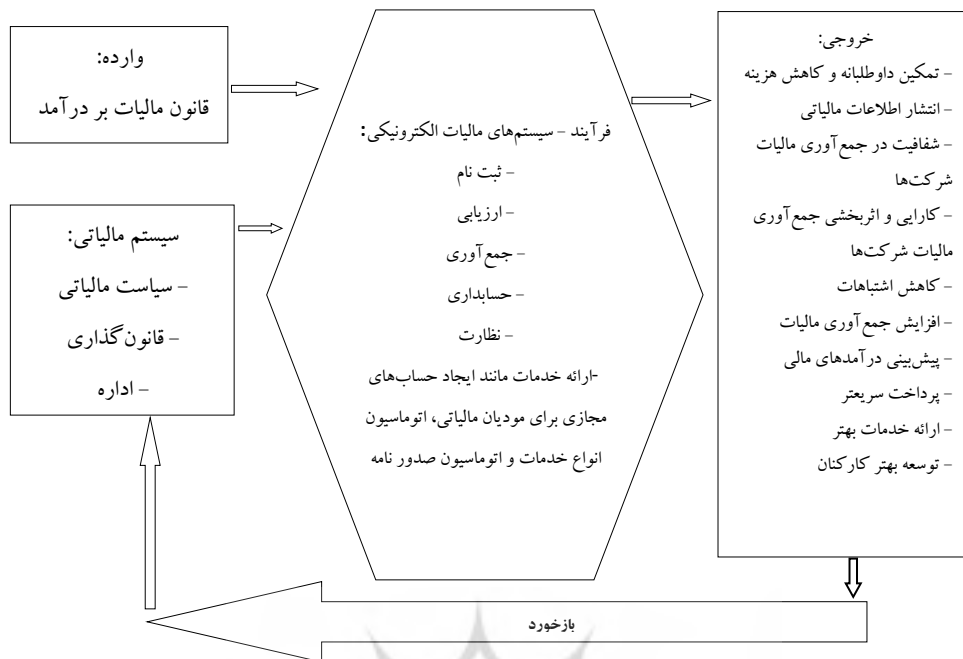 وارده:
قانون مالیات بر درآمد
سیستم مالیاتی:
– سیاست مالیاتی
– قانون‌گذاری
– اداره
فرآیند – سیستم‌های مالیات الکترونیکی:
– ثبت نام
– ارزیابی
– جمع‌آوری
– حسابداری
– نظارت
-ارائه خدمات مانند ایجاد حساب‌های
مجازی برای مودیان مالیاتی، اتوماسیون
انواع خدمات و اتوماسیون صدور نامه
خروجی:
– تمکین داوطلبانه و کاهش هزینه
– انتشار اطلاعات مالیاتی
– شفافیت در جمع‌آوری مالیات
شرکت‌ها
– کارایی و اثربخشی جمع‌آوری
مالیات شرکت‌ها
– کاهش اشتباهات
– افزایش جمع‌آوری مالیات
– پیش‌بینی درآمدهای مالی
– پرداخت سریعتر
– ارائه خدمات بهتر
– توسعه بهتر کارکنان
بازخورد